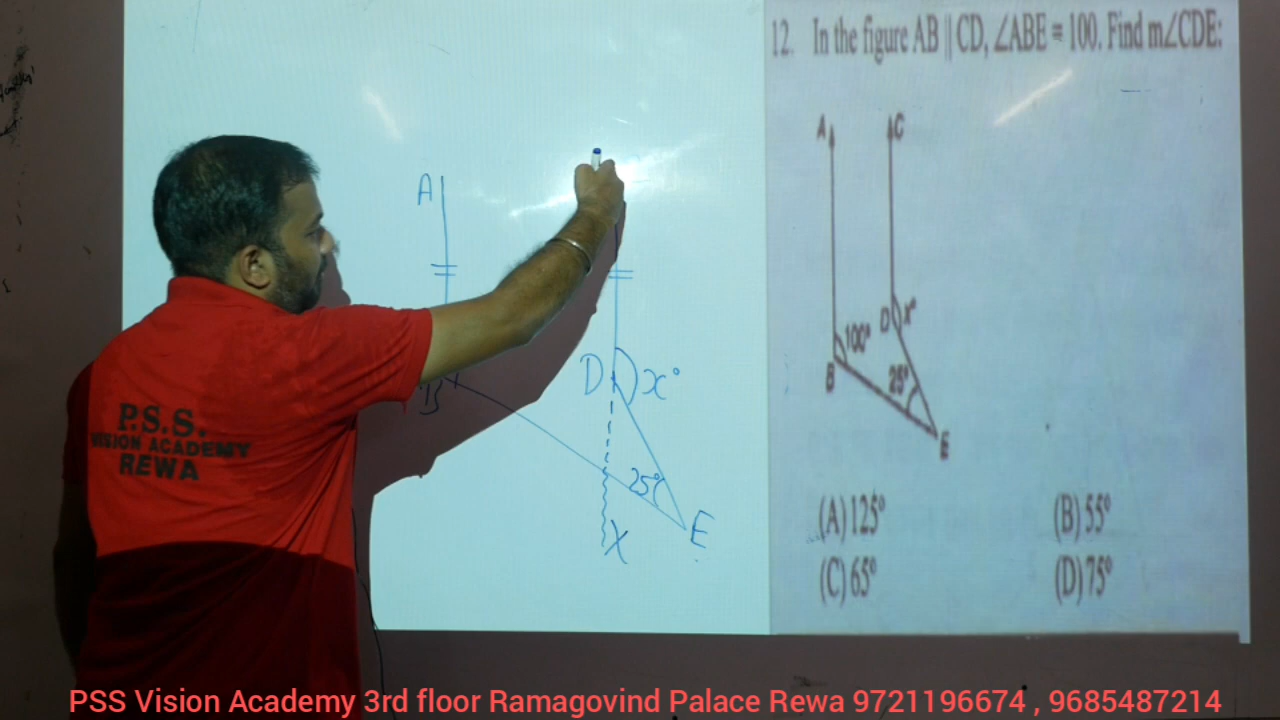 12. In the figure AB || CD, ∠ABE = 100. Find m∠CDE:
A
C
D
x°
100°
B
25°
E
(A) 125°
(B) 55°
(C) 65°
(D) 75°
A
B
D
x°
25°
E
X
P.S.S.
VISION ACADEMY
REWA
PSS Vision Academy 3rd floor Ramagovind Palace Rewa 9721196674 , 9685487214